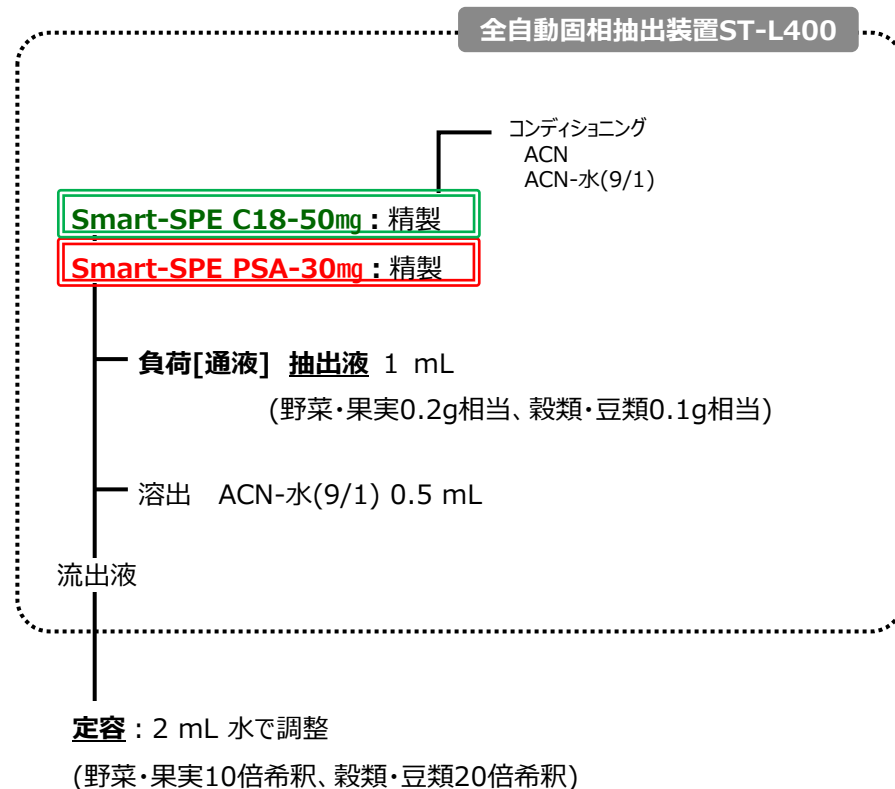 全自動固相抽出装置ST-L400
コンディショニング
ACN
ACN-水(9/1)
Smart-SPE C18-50㎎：精製
Smart-SPE PSA-30㎎：精製
負荷[通液] 抽出液 1 mL
(野菜・果実0.2g相当、穀類・豆類0.1g相当)
溶出 ACN-水(9/1) 0.5 mL
流出液
定容：2 mL 水で調整
(野菜・果実10倍希釈、穀類・豆類20倍希釈)